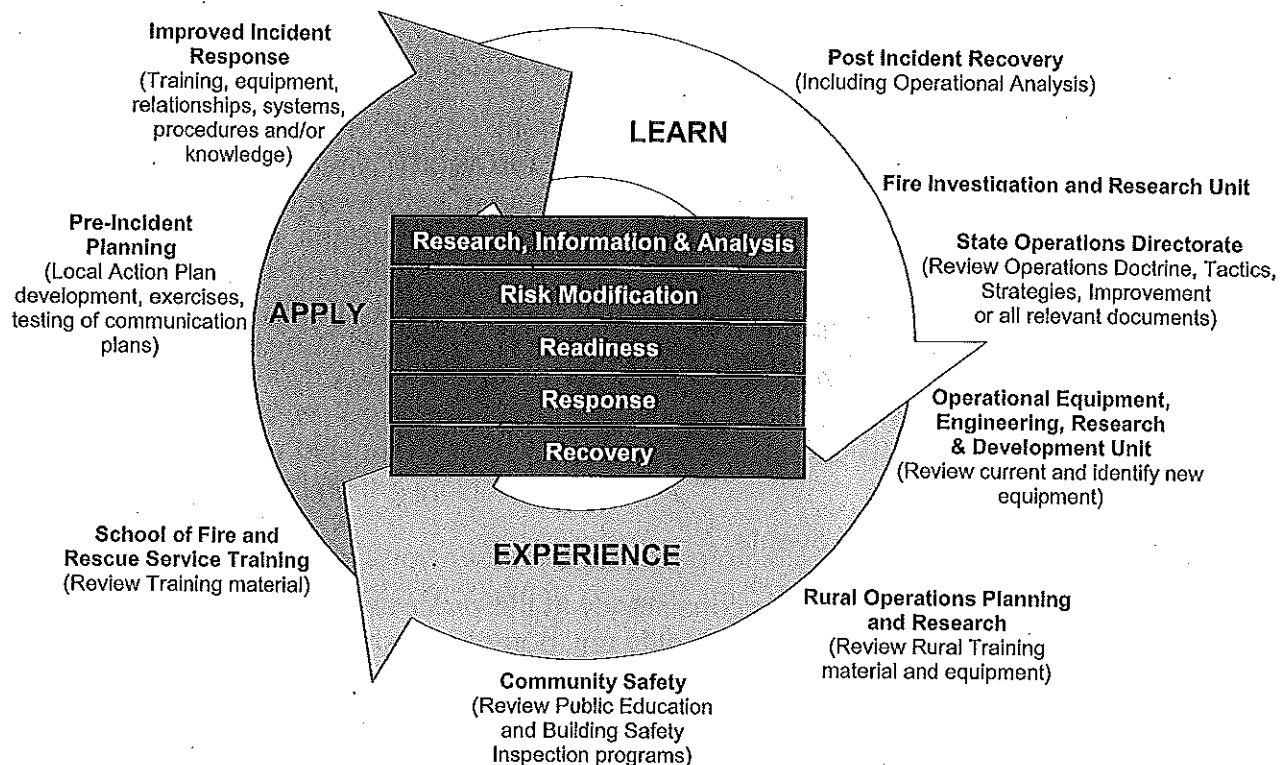 Improved Incident
Response
(Training, equipment,
relationships, systems,
procedures and/or
knowledge)
Post Incident Recovery
(Including Operational Analysis)
LEARN
Fire Investigation and Research Unit
Pre-Incident
Planning
(Local Action Plan
development, exercises,
testing of communication
plans)
State Operations Directorate
(Review Operations Doctrine, Tactics,
Strategies, Improvement
or all relevant documents)
APPLY
Research, Information & Analysis
Risk Modification
Readiness
Response
Recovery
Operational Equipment,
Engineering, Research
& Development Unit
(Review current and identify new
equipment)
School of Fire and
Rescue Service Training
(Review Training material)
EXPERIENCE
Rural Operations Planning
and Research
(Review Rural Training
material and equipment)
Community Safety
(Review Public Education
and Building Safety
Inspection programs)